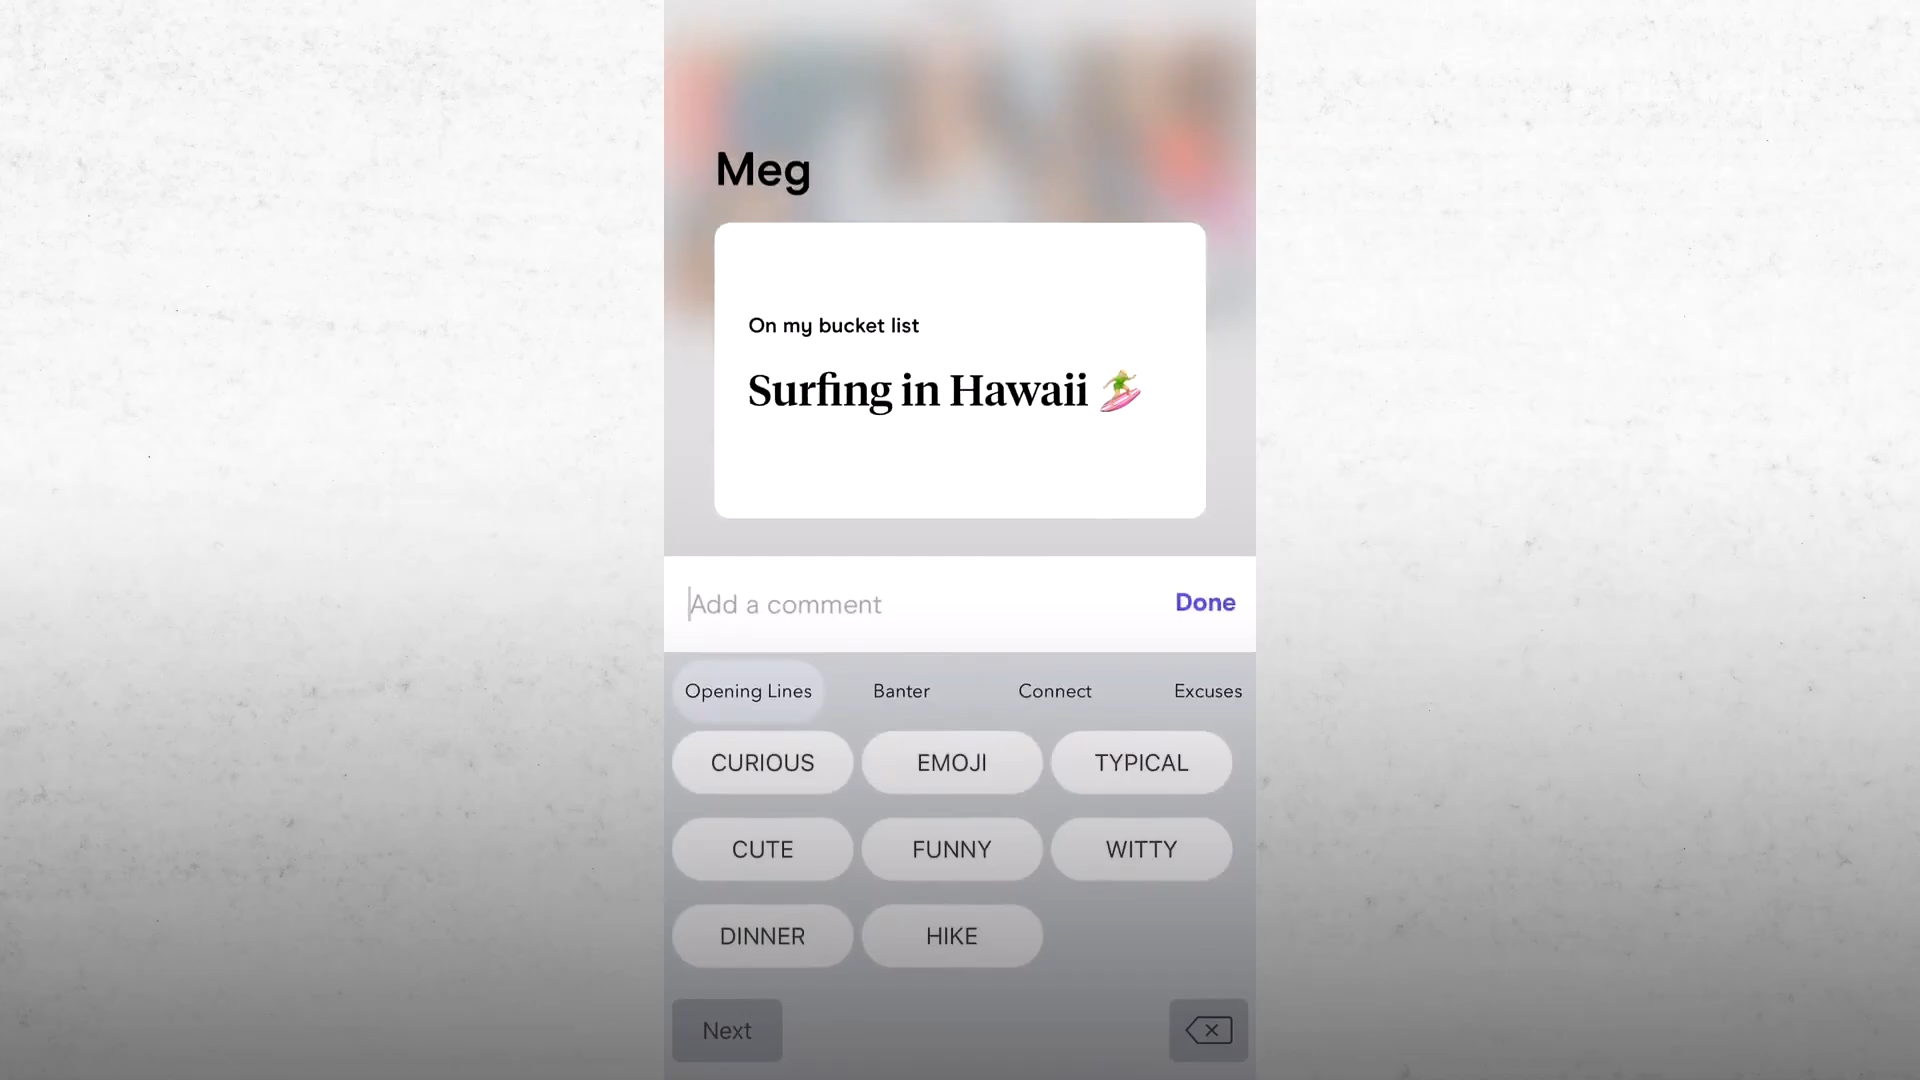 Meg
On my bucket list
Surfing in Hawaii 🏄
Add a comment
Done
Opening Lines Banter Connect Excuses
CURIOUS EMOJI TYPICAL
CUTE FUNNY WITTY
DINNER HIKE
Next